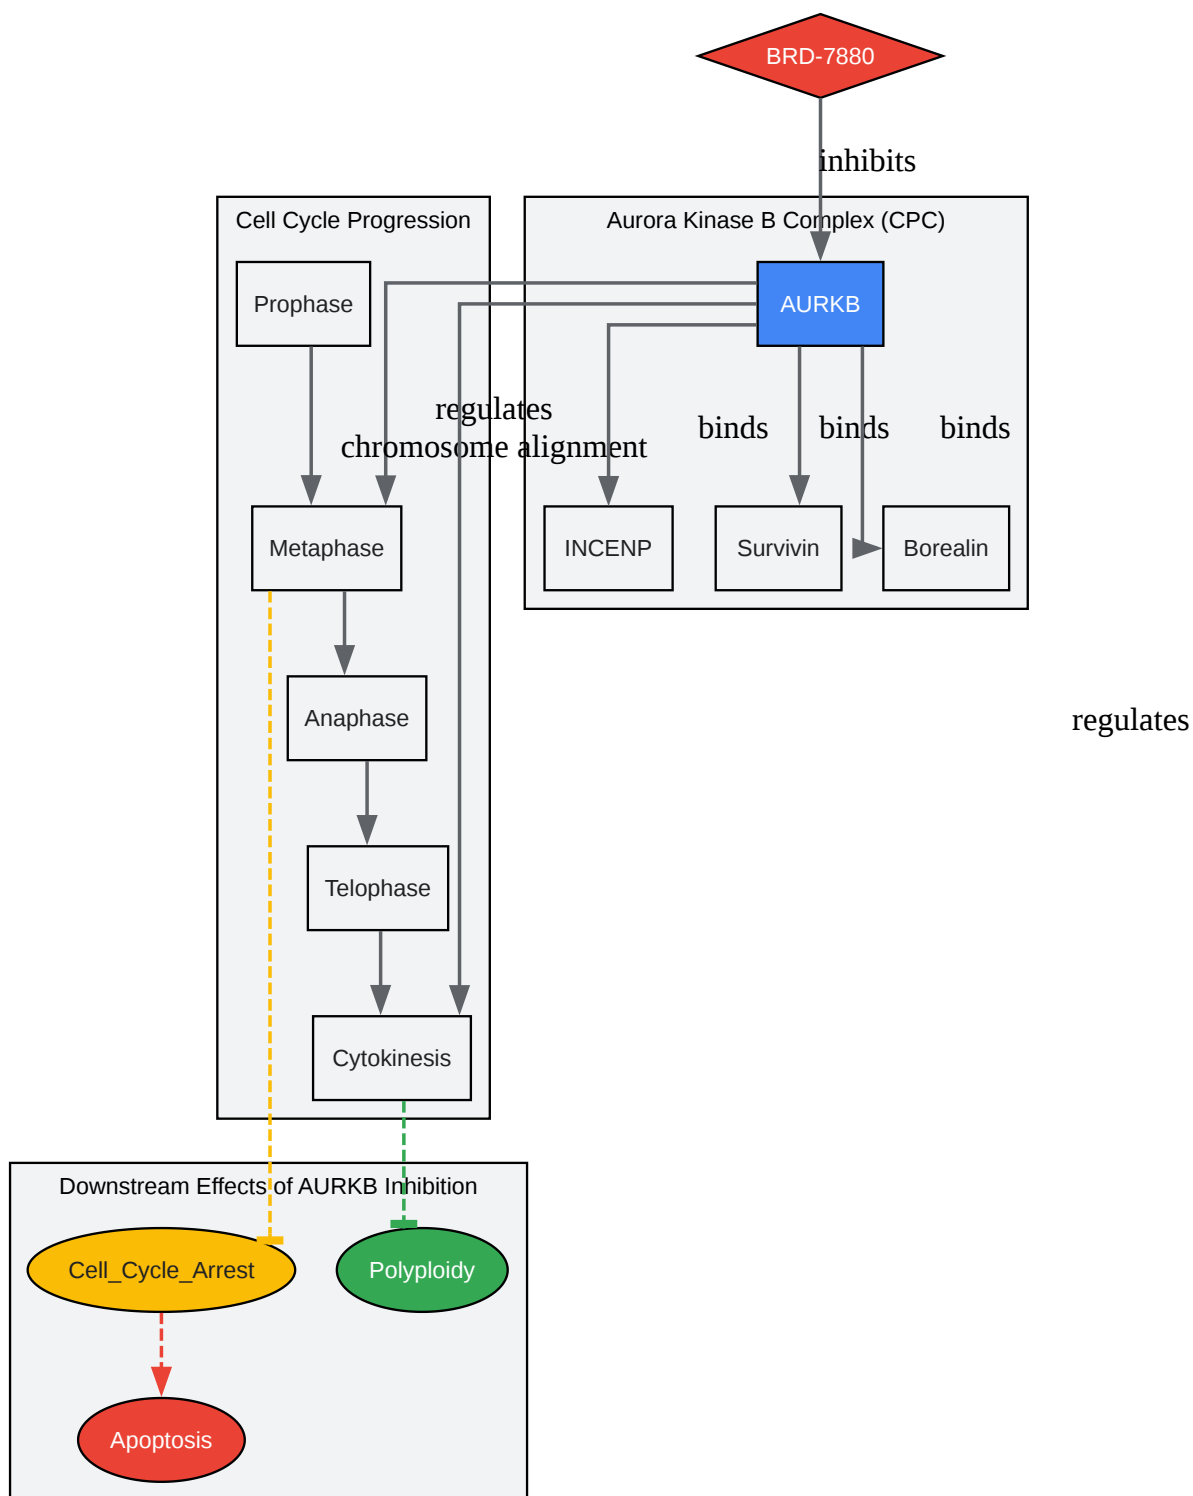 BRD-7880
inhibits
Cell Cycle Progression
Aurora Kinase B Complex (CPC)
Prophase
AURKB
regulates
chromosome alignment
binds
binds
binds
Metaphase
INCENP
Survivin
Borealin
Anaphase
regulates
Telophase
Cytokinesis
Downstream Effects of AURKB Inhibition
Cell_Cycle_Arrest
Polyploidy
Apoptosis